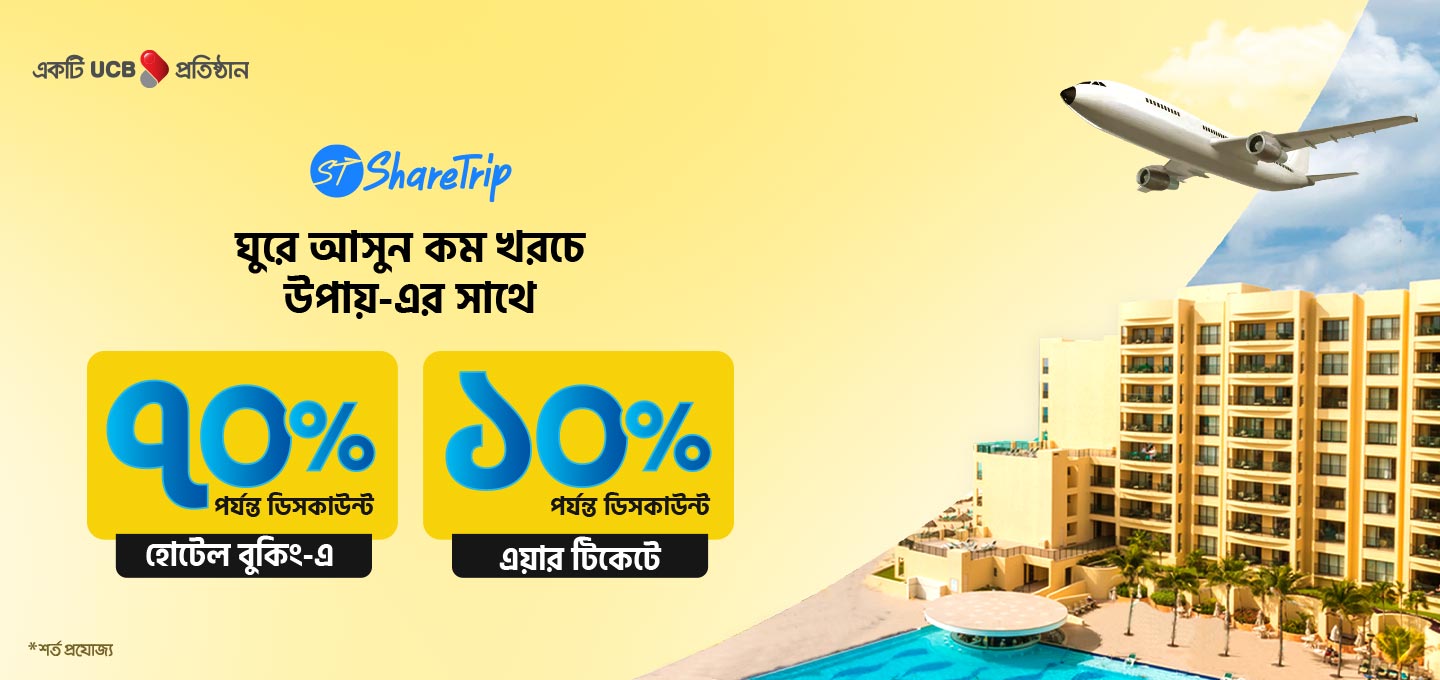 একটি UCB প্রতিষ্ঠান
ST ShareTrip
ঘুরে আসুন কম খরচে
উপায়-এর সাথে
৭০%
পর্যন্ত ডিসকাউন্ট
হোটেল বুকিং-এ
১০%
পর্যন্ত ডিসকাউন্ট
এয়ার টিকেটে
*শর্ত প্রযোজ্য